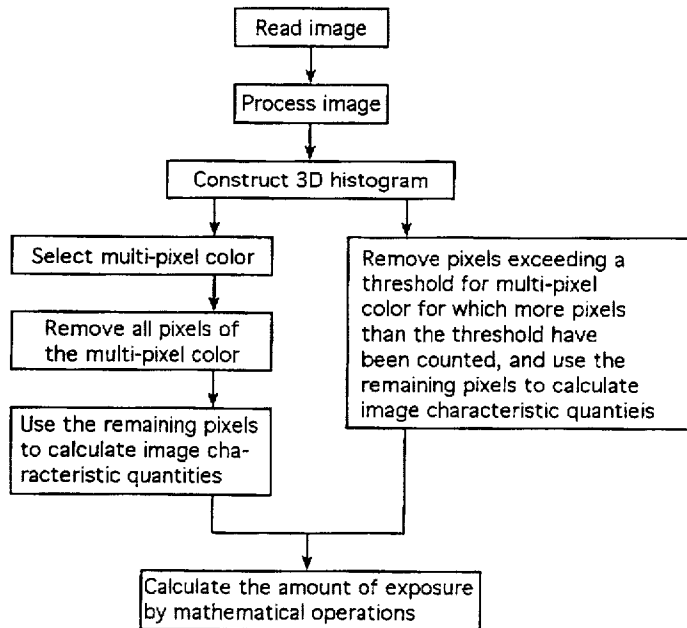 Read image
Process image
Construct 3D histogram
Select multi-pixel color
Remove all pixels of
the multi-pixel color
Use the remaining pixels
to calculate image cha-
racteristic quantities
Remove pixels exceeding a
threshold for multi-pixel
color for which more pixels
than the threshold have
been counted, and use the
remaining pixels to calculate
image characteristic quantieis
Calculate the amount of exposure
by mathematical operations